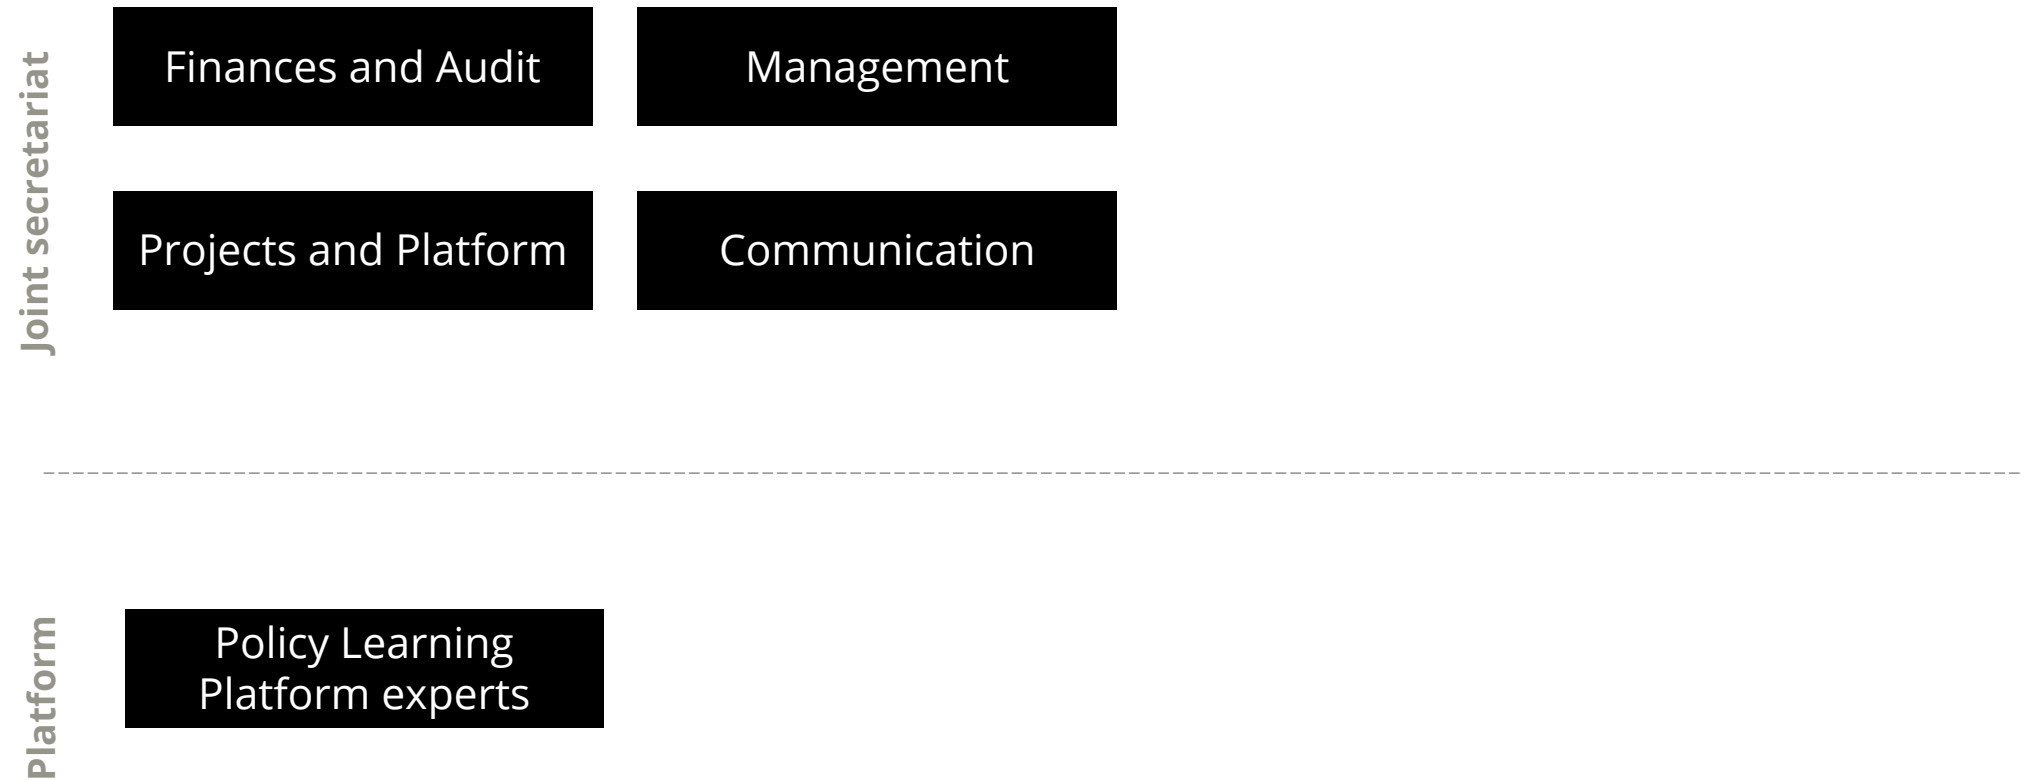 Joint secretariat
Finances and Audit
Management
Projects and Platform
Communication
Platform
Policy Learning
Platform experts